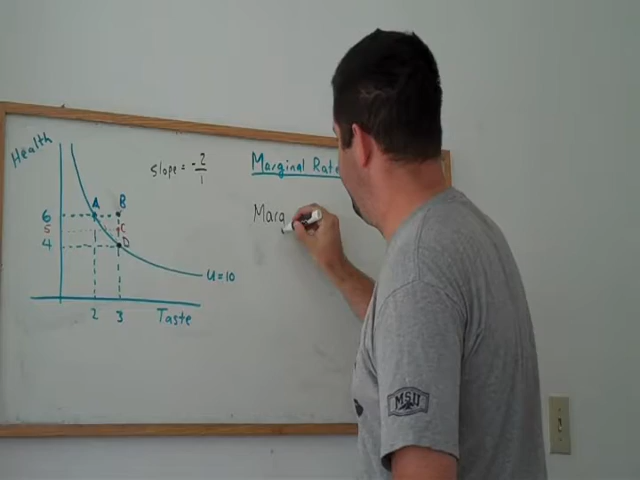 Health
slope = -2/1
Marginal Rate
Marg
A
B
6
5
C
4
D
U=10
2
3
Taste
MSU